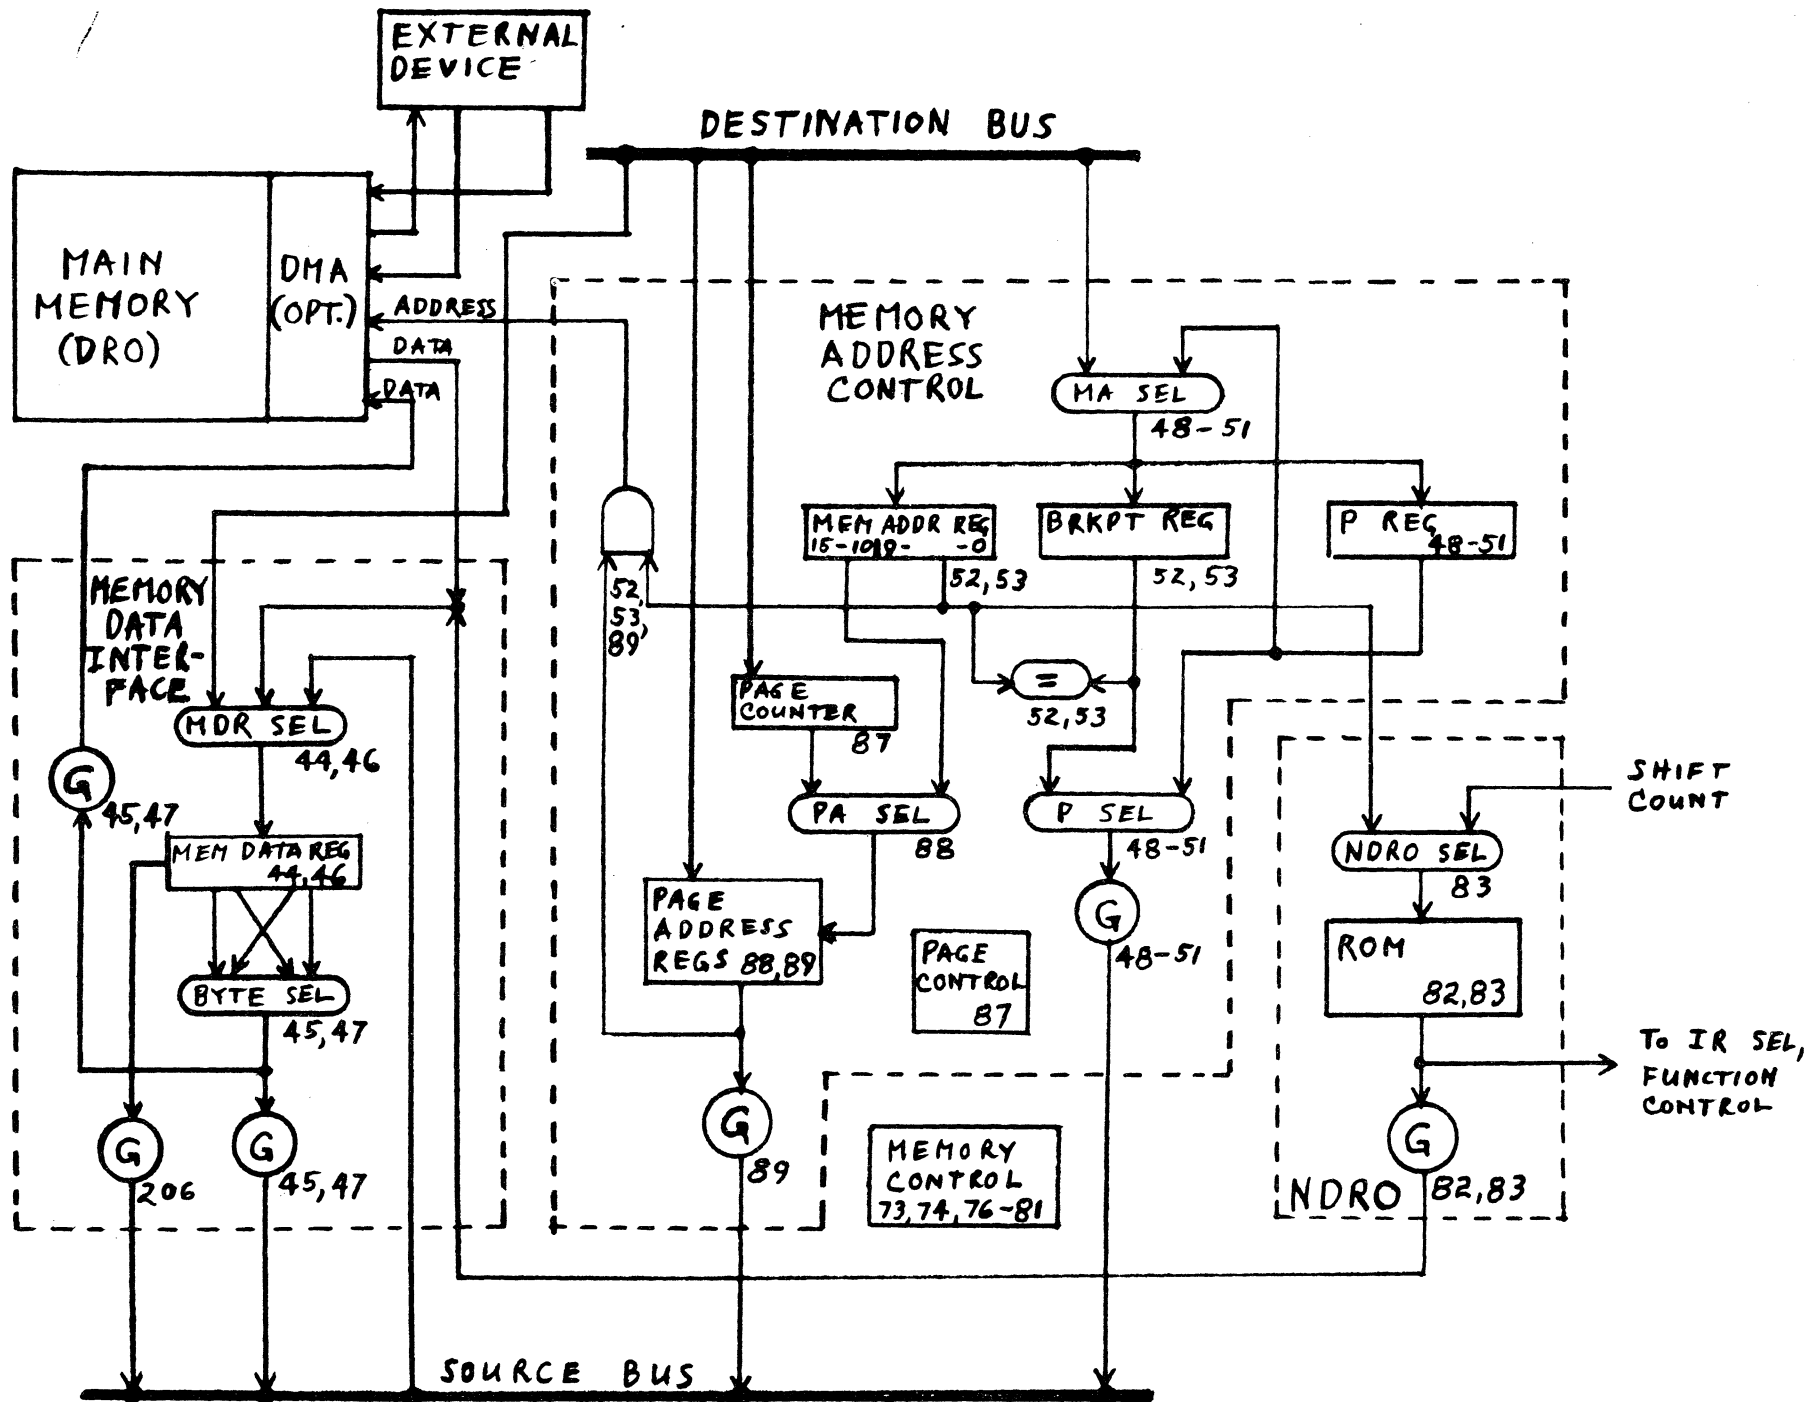 EXTERNAL
DEVICE
DESTINATION BUS
MAIN
MEMORY
(DRO)
DMA
(OPT.)
ADDRESS
DATA
DATA
MEMORY
ADDRESS
CONTROL
MA SEL
48-51
MEM ADDR REG
15-10|9- -0
52,53
BRKPT REG
52,53
P REG
48-51
52,
53,
89
MEMORY
DATA
INTER-
FACE
MDR SEL
44,46
=
52,53
PAGE
COUNTER
87
G
45,47
PA SEL
88
P SEL
48-51
SHIFT
COUNT
NDRO SEL
83
MEM DATA REG
44,46
PAGE
ADDRESS
REGS 88,89
G
48-51
PAGE
CONTROL
87
ROM
82,83
BYTE SEL
45,47
To IR SEL,
FUNCTION
CONTROL
G
206
G
45,47
G
89
MEMORY
CONTROL
73,74,76-81
G
82,83
NDRO
SOURCE BUS